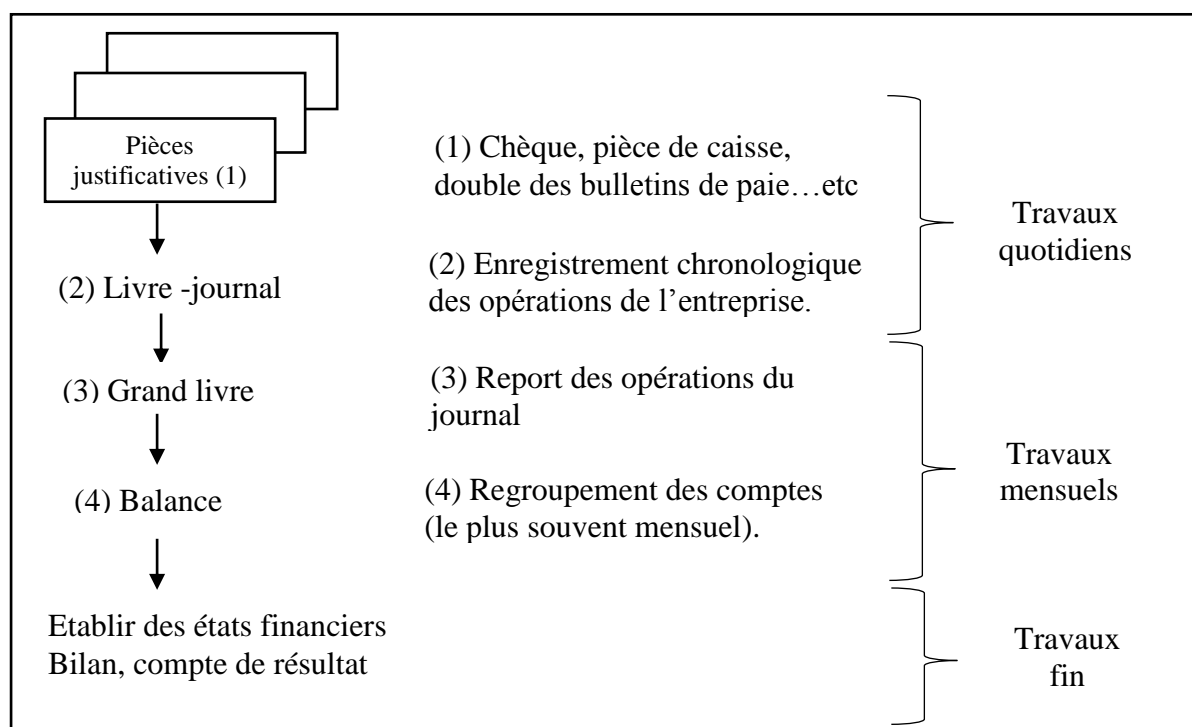 Pièces
justificatives (1)
(1) Chèque, pièce de caisse,
double des bulletins de paie…etc
Travaux
quotidiens
(2) Livre -journal
(2) Enregistrement chronologique
des opérations de l’entreprise.
(3) Grand livre
(3) Report des opérations du
journal
(4) Balance
(4) Regroupement des comptes
(le plus souvent mensuel).
Travaux
mensuels
Etablir des états financiers
Bilan, compte de résultat
Travaux
fin